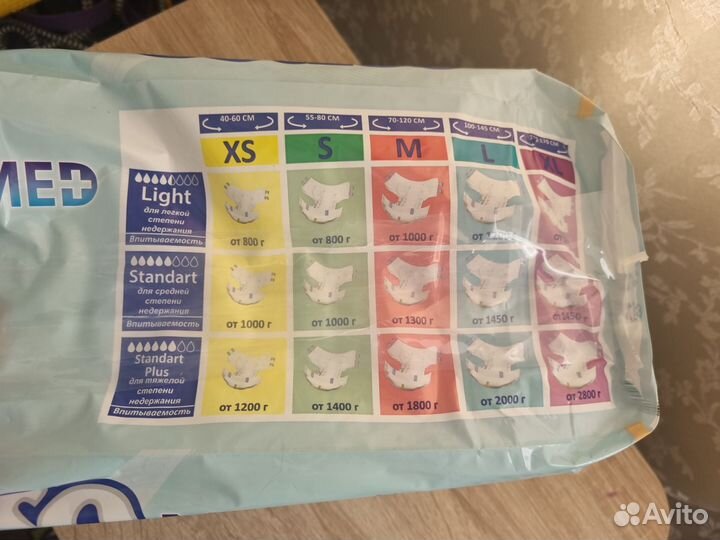 40-60 СМ 55-80 СМ 70-120 СМ 100-145 СМ
XS S M L XL
MED
Light
для легкой
степени
недержания
Впитываемость
от 800 г от 800 г от 1000 г
Standart
для средней
степени
недержания
Впитываемость
от 1000 г от 1000 г от 1300 г от 1450 г от 1450 г
Standart
Plus
для тяжелой
степени
недержания
Впитываемость
от 1200 г от 1400 г от 1800 г от 2000 г от 2800 г
Avito